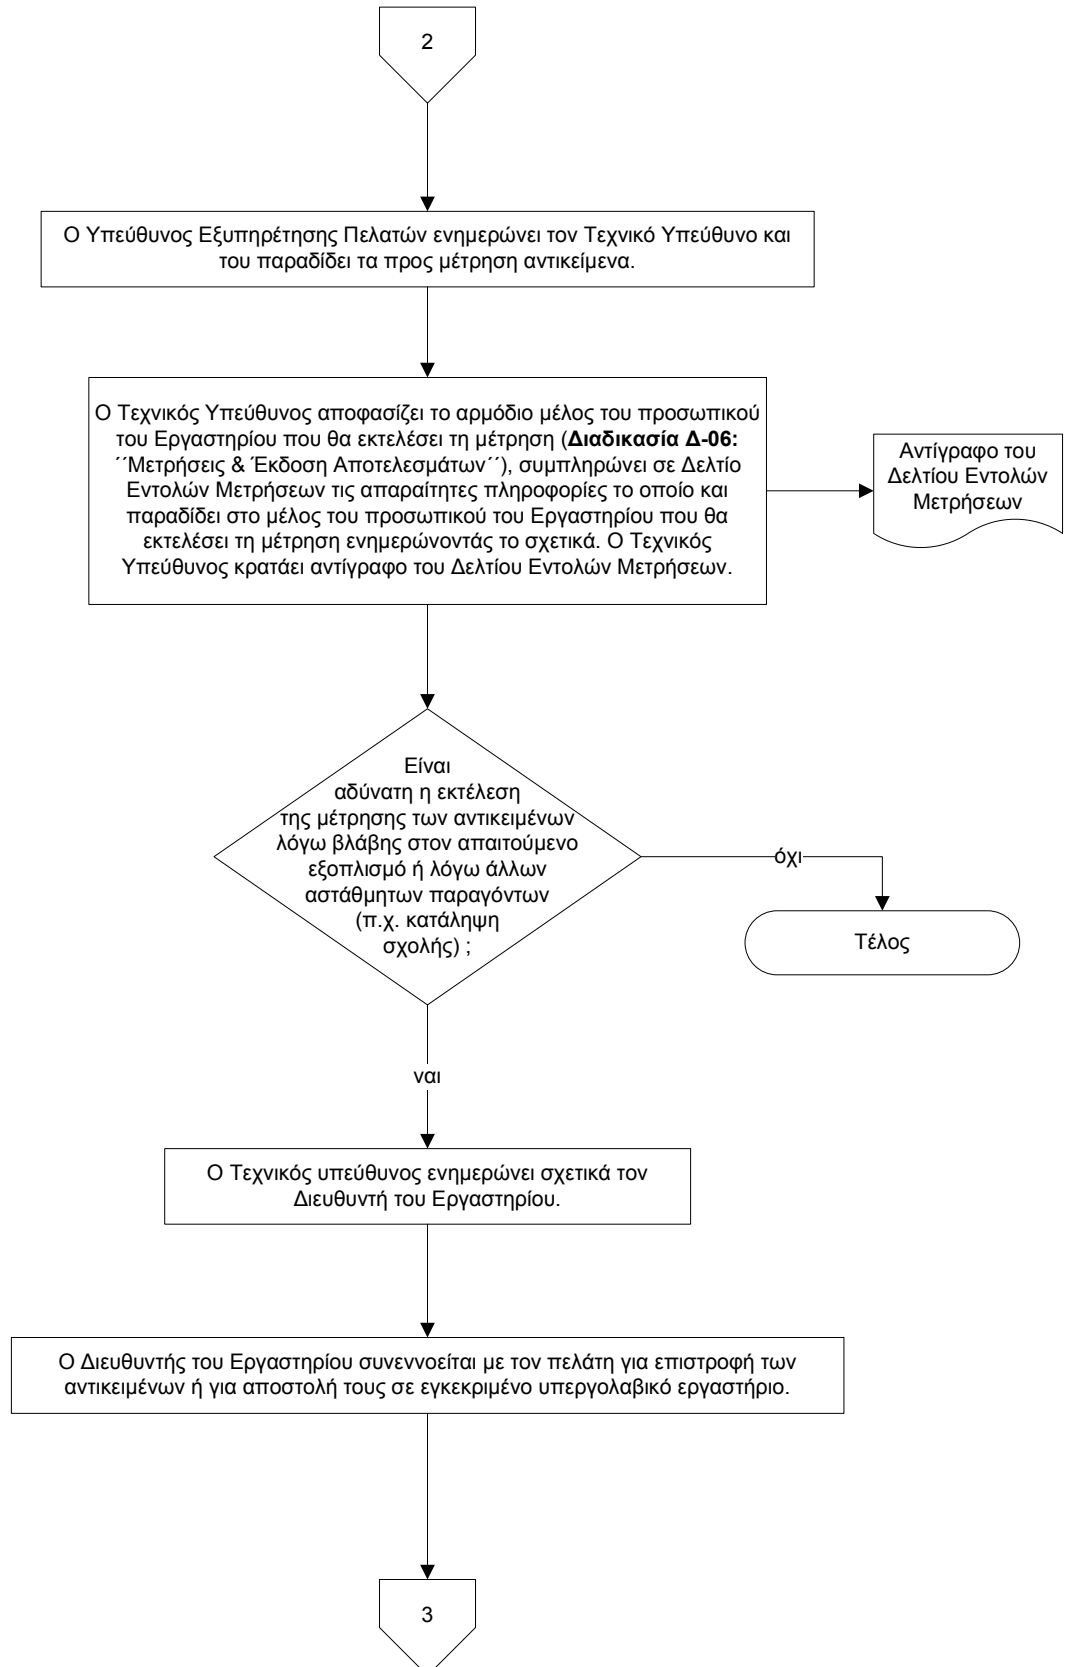 2
Ο Υπεύθυνος Εξυπηρέτησης Πελατών ενημερώνει τον Τεχνικό Υπεύθυνο και
του παραδίδει τα προς μέτρηση αντικείμενα.
Ο Τεχνικός Υπεύθυνος αποφασίζει το αρμόδιο μέλος του προσωπικού
του Εργαστηρίου που θα εκτελέσει τη μέτρηση (Διαδικασία Δ-06:
΄΄Μετρήσεις & Έκδοση Αποτελεσμάτων΄΄), συμπληρώνει σε Δελτίο
Εντολών Μετρήσεων τις απαραίτητες πληροφορίες το οποίο και
παραδίδει στο μέλος του προσωπικού του Εργαστηρίου που θα
εκτελέσει τη μέτρηση ενημερώνοντάς το σχετικά. Ο Τεχνικός
Υπεύθυνος κρατάει αντίγραφο του Δελτίου Εντολών Μετρήσεων.
Αντίγραφο του
Δελτίου Εντολών
Μετρήσεων
Είναι
αδύνατη η εκτέλεση
της μέτρησης των αντικειμένων
λόγω βλάβης στον απαιτούμενο
εξοπλισμό ή λόγω άλλων
αστάθμητων παραγόντων
(π.χ. κατάληψη
σχολής) ;
όχι
Τέλος
ναι
Ο Τεχνικός υπεύθυνος ενημερώνει σχετικά τον
Διευθυντή του Εργαστηρίου.
Ο Διευθυντής του Εργαστηρίου συνεννοείται με τον πελάτη για επιστροφή των
αντικειμένων ή για αποστολή τους σε εγκεκριμένο υπεργολαβικό εργαστήριο.
3